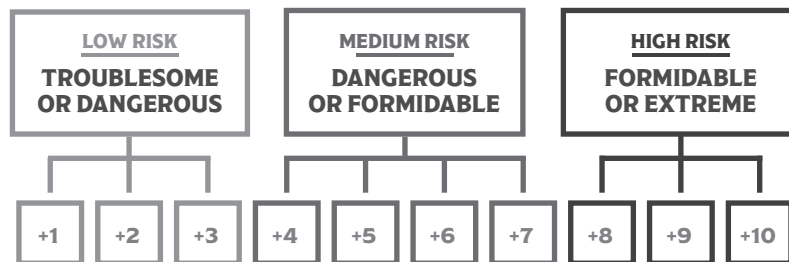 LOW RISK
TROUBLESOME
OR DANGEROUS
MEDIUM RISK
DANGEROUS
OR FORMIDABLE
HIGH RISK
FORMIDABLE
OR EXTREME
+1 +2 +3 +4 +5 +6 +7 +8 +9 +10